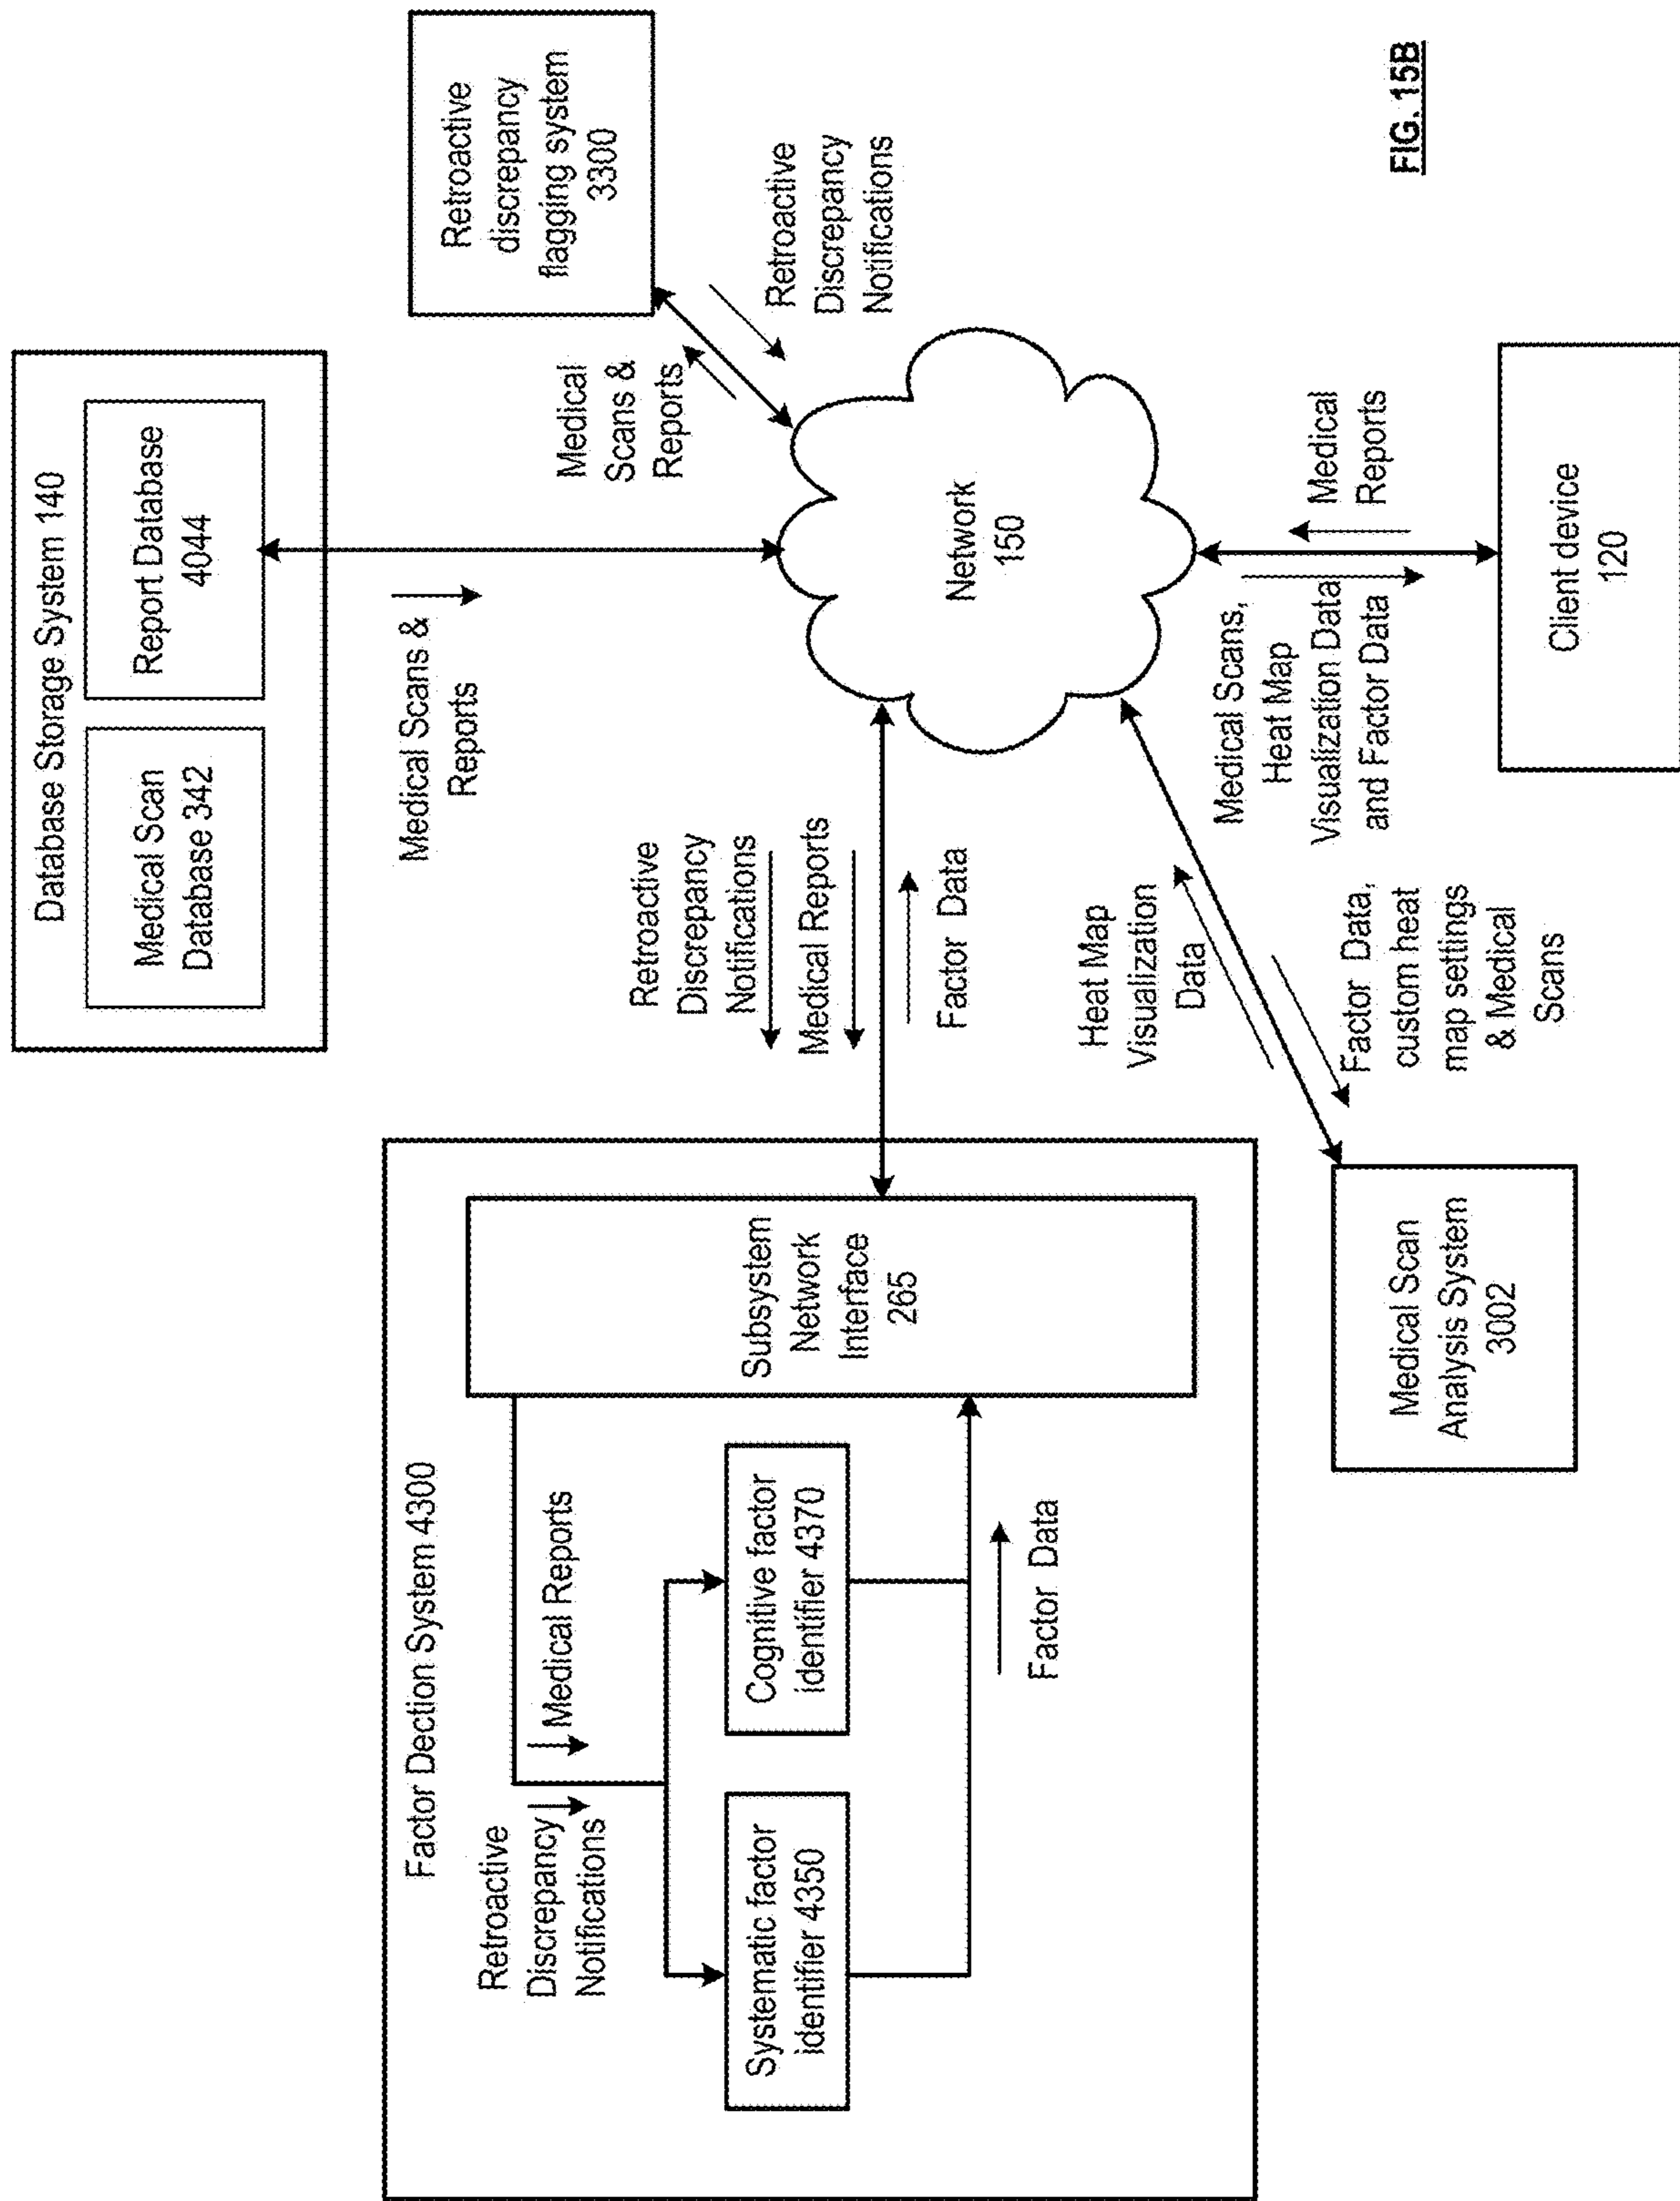 Database Storage System 140
Medical Scan
Database 342
Report Database
4044
Medical Scans &
Reports
Retroactive
discrepancy
flagging system
3300
Medical
Scans &
Reports
Retroactive
Discrepancy
Notifications
Factor Dection System 4300
Retroactive
Discrepancy
Notifications
Medical Reports
Systematic factor
identifier 4350
Cognitive factor
identifier 4370
Factor Data
Subsystem
Network
Interface
265
Retroactive
Discrepancy
Notifications
Medical Reports
Factor Data
Network
150
Heat Map
Visualization
Data
Factor Data,
custom heat
map settings
& Medical
Scans
Medical Scan
Analysis System
3002
Medical Scans,
Heat Map
Visualization Data
and Factor Data
Medical
Reports
Client device
120
FIG. 15B